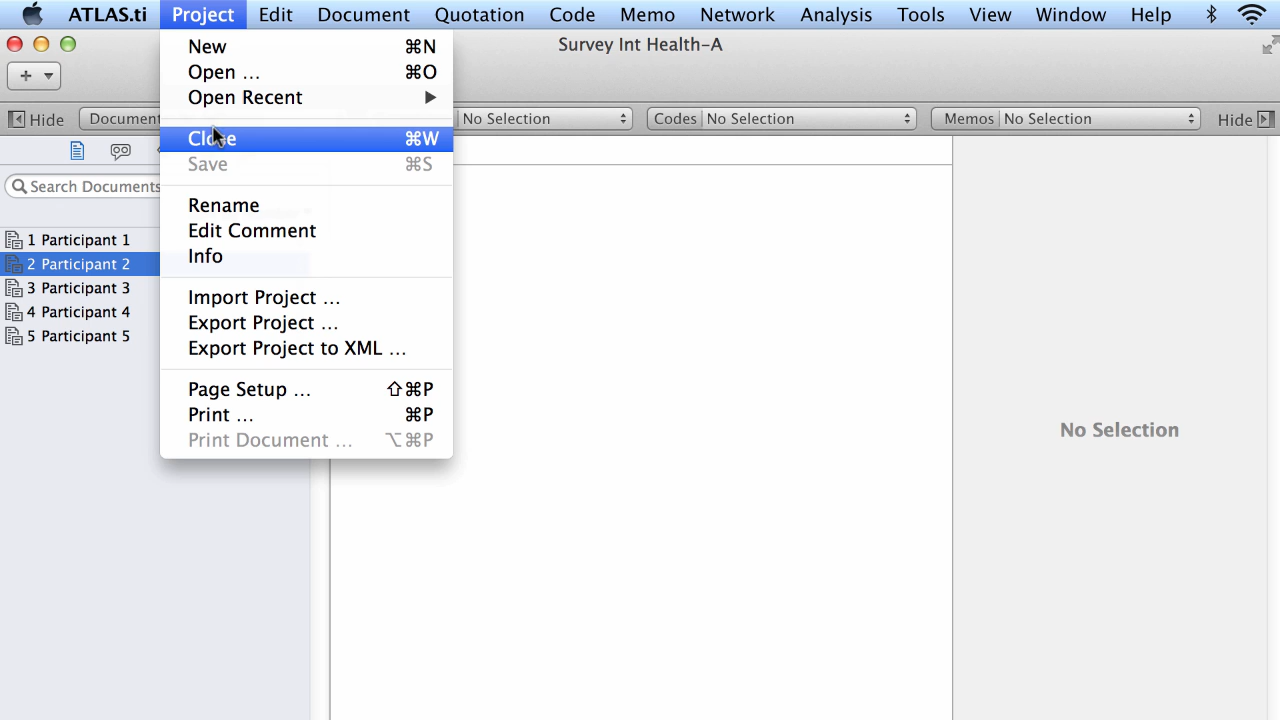 ATLAS.ti Project Edit Document Quotation Code Memo Network Analysis Tools View Window Help
Survey Int Health-A
+
New ⌘N
Open ... ⌘O
Open Recent
Hide Document No Selection Codes No Selection Memos No Selection Hide
Close ⌘W
Save ⌘S
Search Documents
Rename
Edit Comment
Info
1 Participant 1
2 Participant 2
3 Participant 3
4 Participant 4
5 Participant 5
Import Project ...
Export Project ...
Export Project to XML ...
Page Setup ... ⇧⌘P
Print ... ⌘P
Print Document ... ⌥⌘P
No Selection